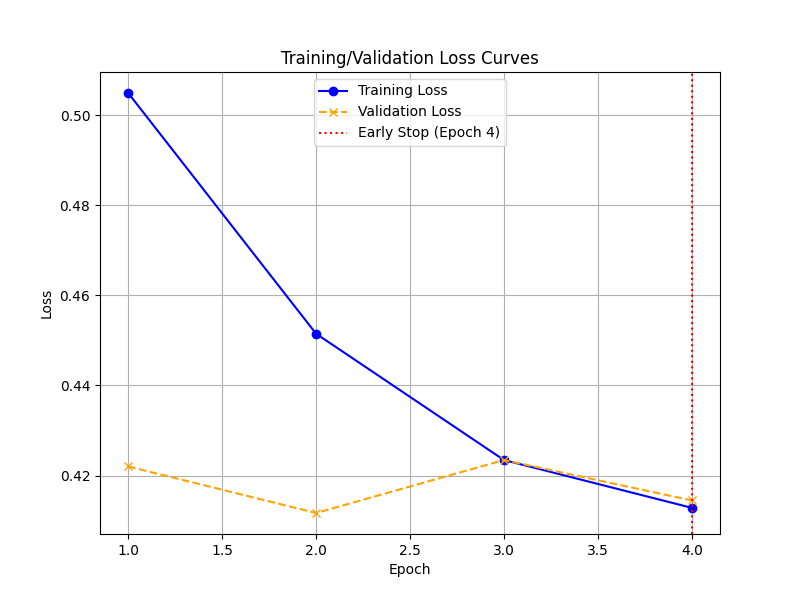 Training/Validation Loss Curves
Training Loss
Validation Loss
Early Stop (Epoch 4)
Loss
0.50
0.48
0.46
0.44
0.42
1.0 1.5 2.0 2.5 3.0 3.5 4.0
Epoch